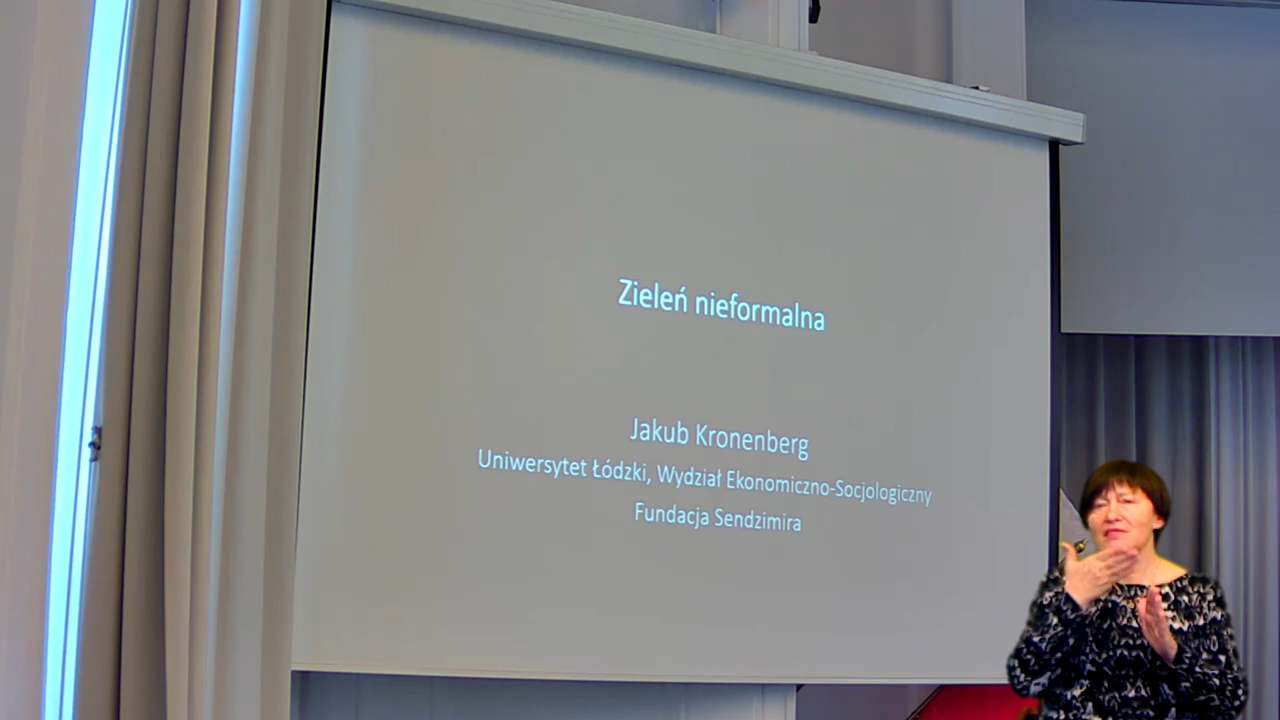 Zieleń nieformalna
Jakub Kronenberg
Uniwersytet Łódzki, Wydział Ekonomiczno-Socjologiczny
Fundacja Sendzimira